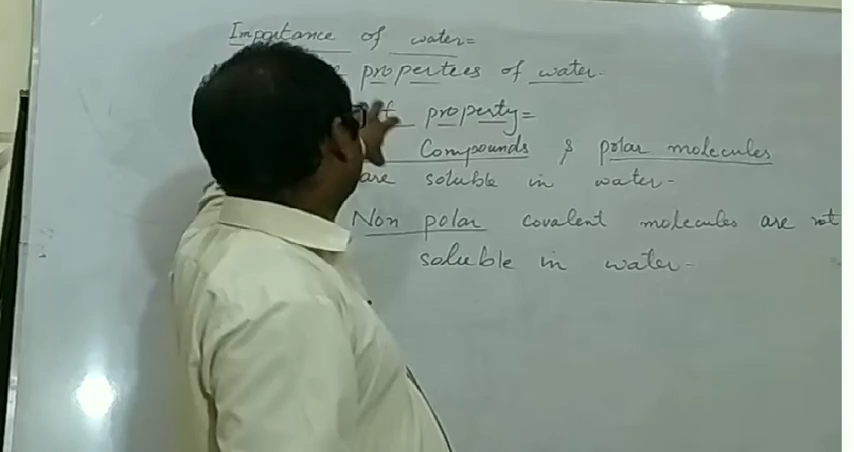 Importance of water=
propertees of water-
property=
Compounds & polar molecules
are soluble in water-
Non polar covalent molecules are not
soluble in water-